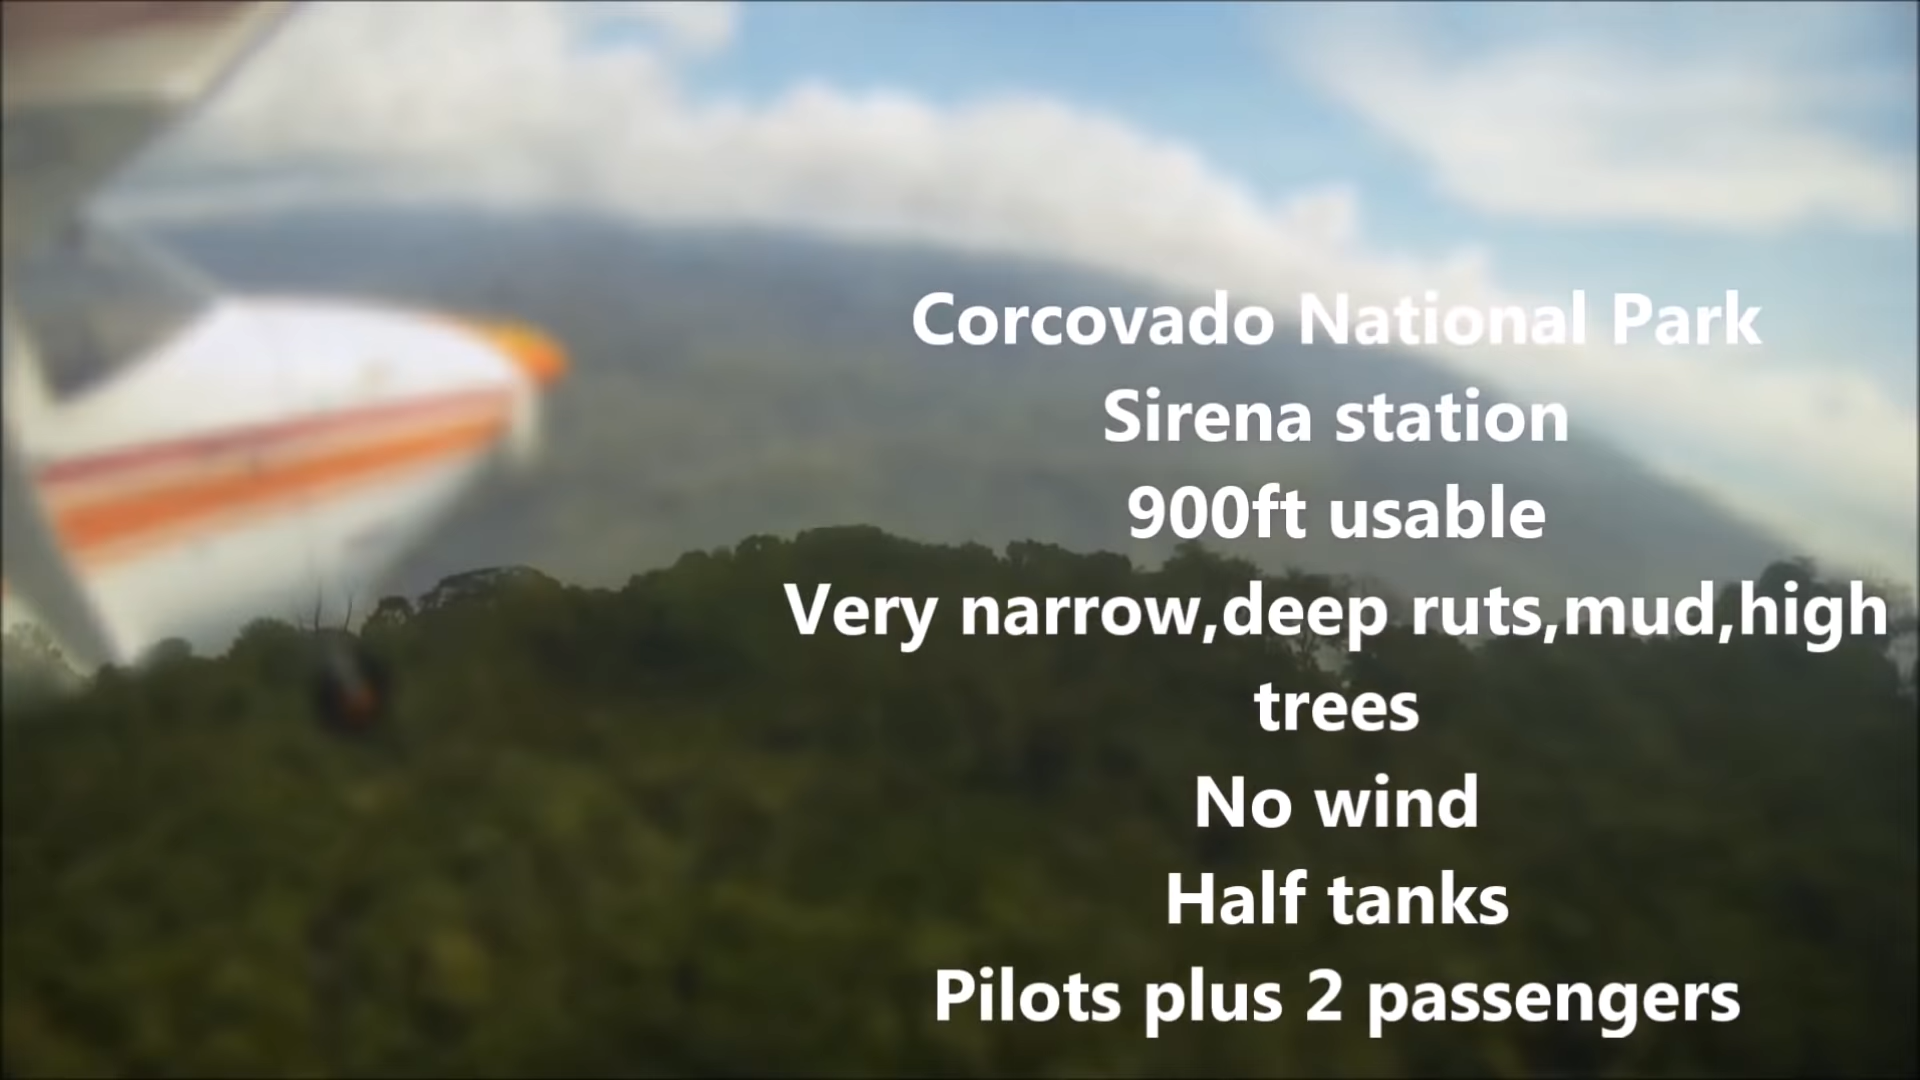 Corcovado National Park
Sirena station
900ft usable
Very narrow,deep ruts,mud,high
trees
No wind
Half tanks
Pilots plus 2 passengers